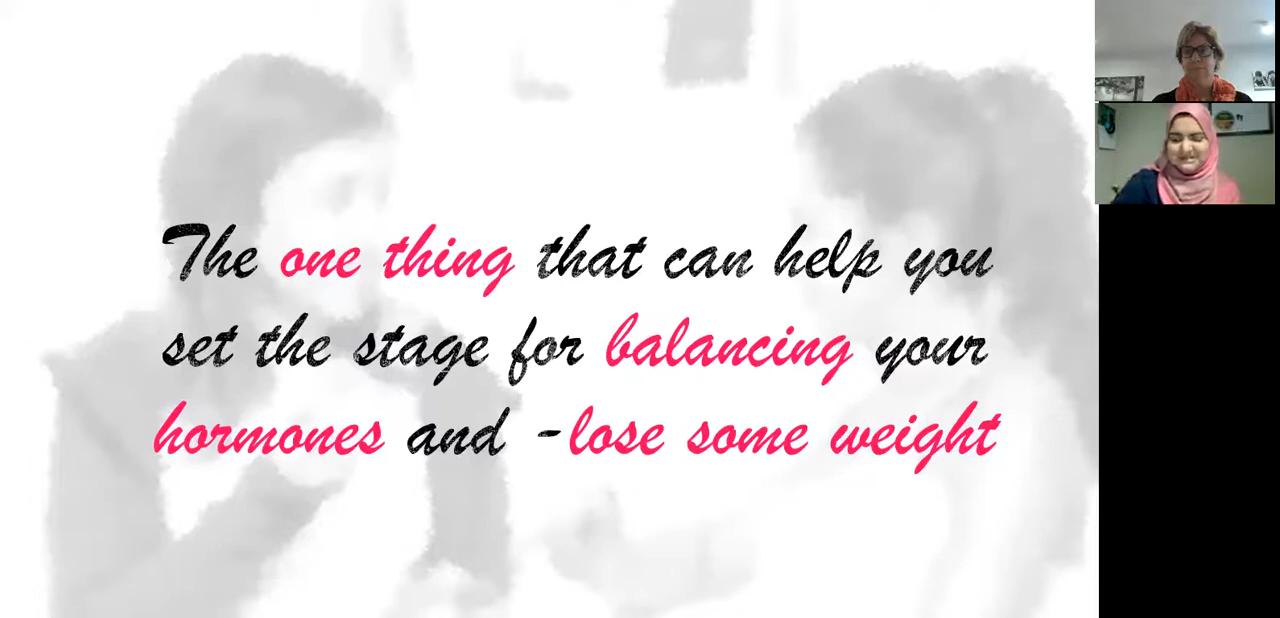 The one thing that can help you
set the stage for balancing your
hormones and -lose some weight